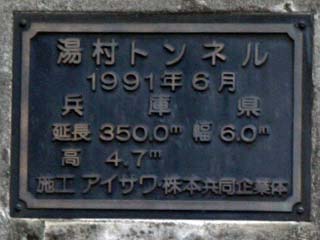 湯村トンネル
1991年6月
兵庫県
延長 350.0m 幅 6.0m
高 4.7m
施工 アイサワ・株本共同企業体